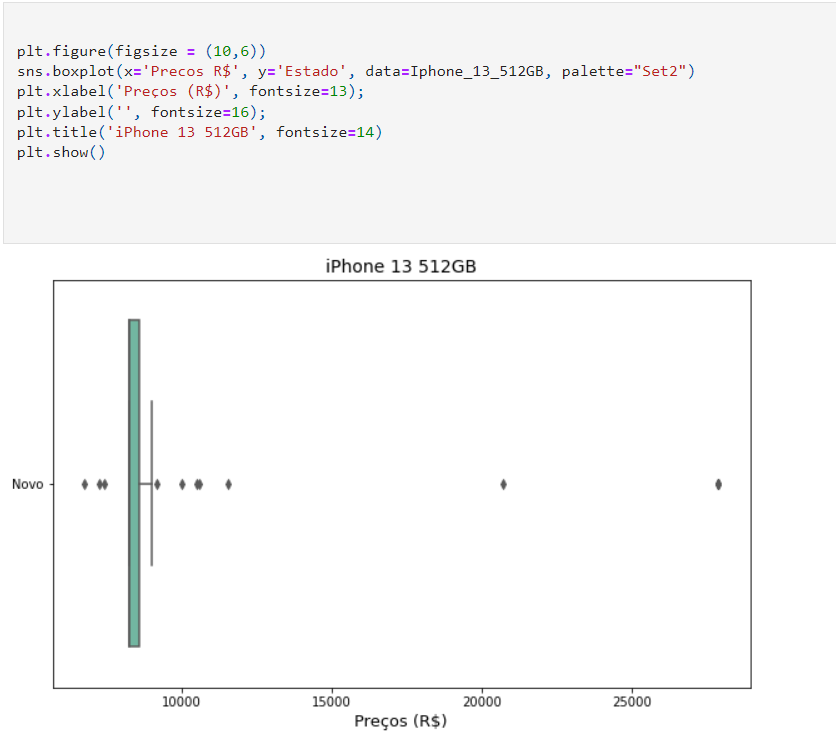 plt.figure(figsize = (10,6))
sns.boxplot(x='Precos R$', y='Estado', data=Iphone_13_512GB, palette="Set2")
plt.xlabel('Preços (R$)', fontsize=13);
plt.ylabel('', fontsize=16);
plt.title('iPhone 13 512GB', fontsize=14)
plt.show()
iPhone 13 512GB
Novo
10000 15000 20000 25000
Preços (R$)